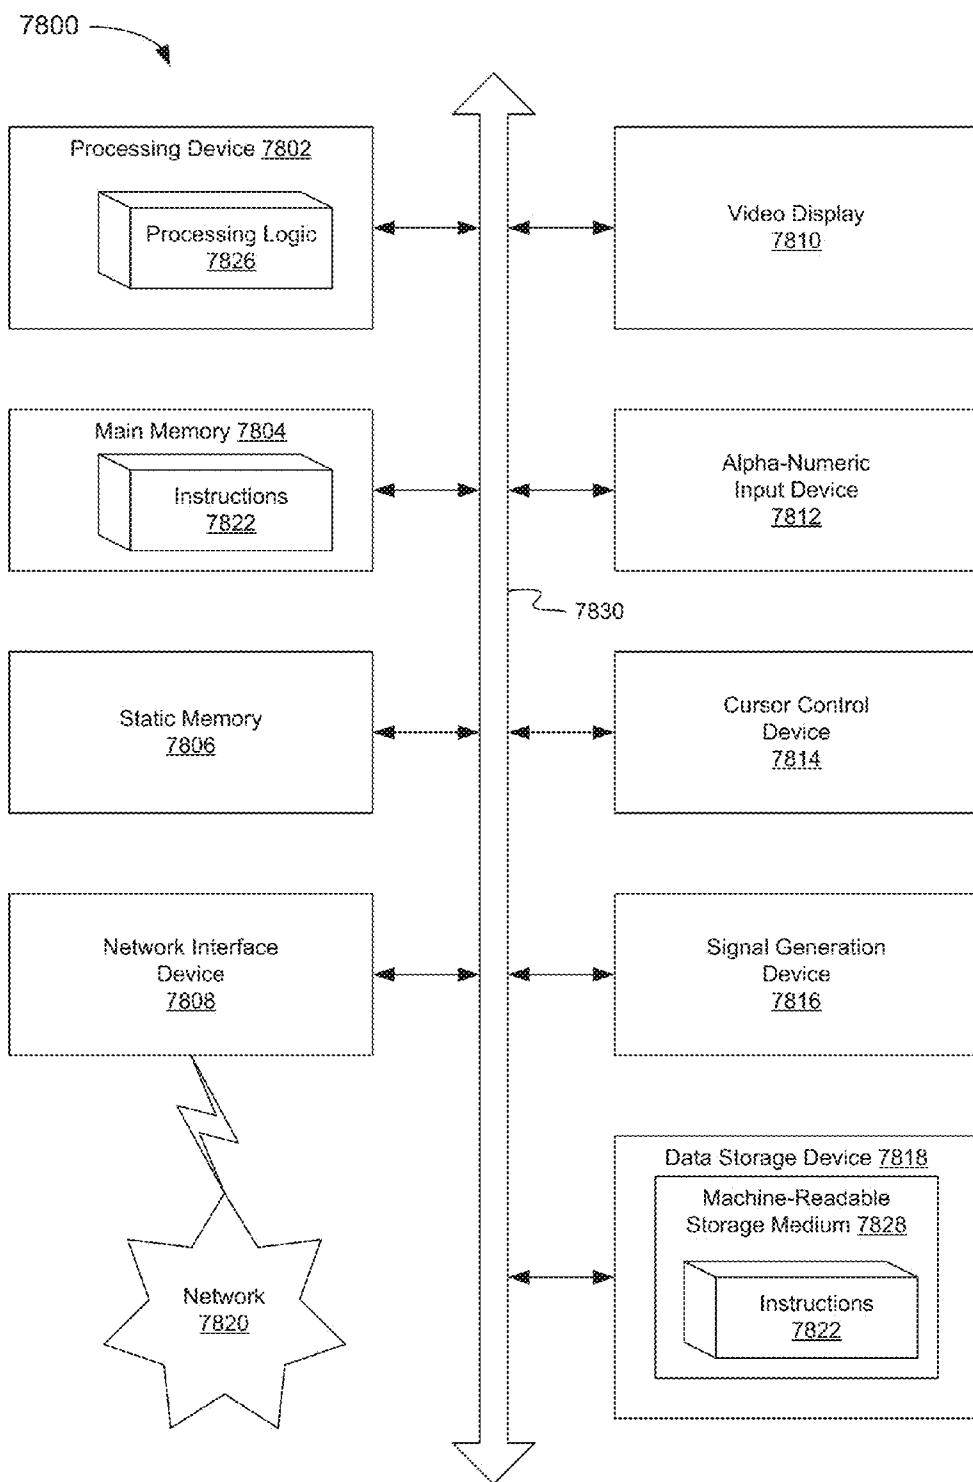 7800
Processing Device 7802
Processing Logic
7826
Video Display
7810
Main Memory 7804
Instructions
7822
Alpha-Numeric
Input Device
7812
7830
Static Memory
7806
Cursor Control
Device
7814
Network Interface
Device
7808
Signal Generation
Device
7816
Data Storage Device 7818
Machine-Readable
Storage Medium 7828
Instructions
7822
Network
7820